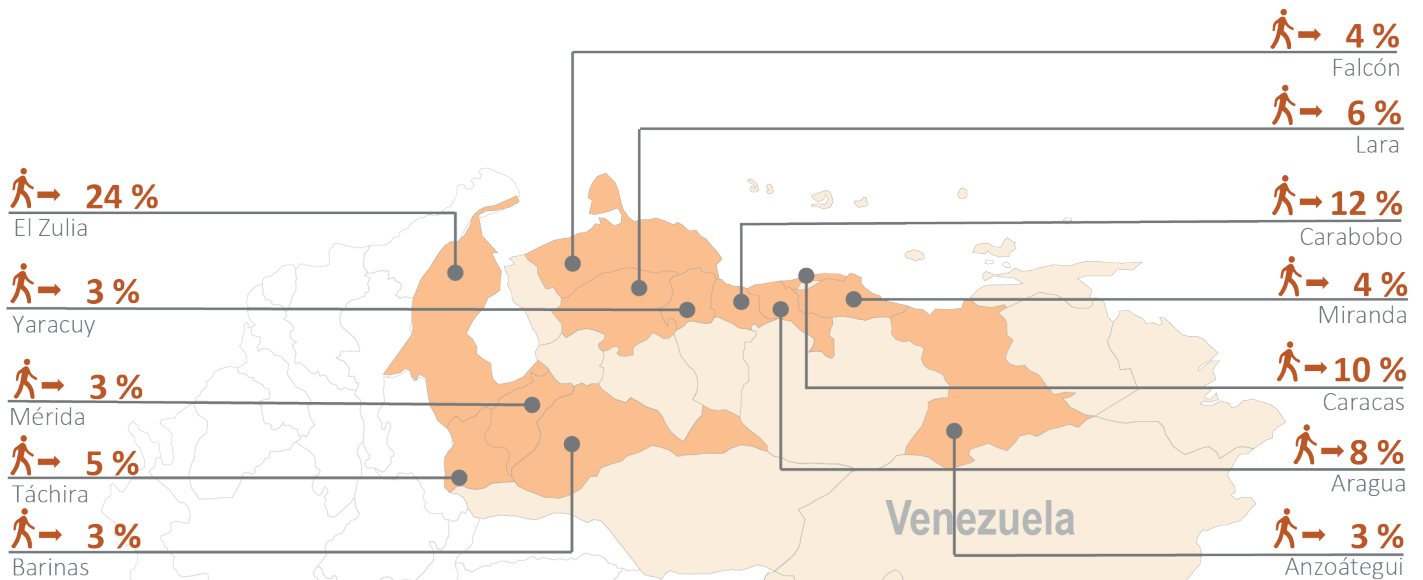 24 %
El Zulia
3 %
Yaracuy
3 %
Mérida
5 %
Táchira
3 %
Barinas
4 %
Falcón
6 %
Lara
12 %
Carabobo
4 %
Miranda
10 %
Caracas
8 %
Aragua
3 %
Anzoátegui
Venezuela